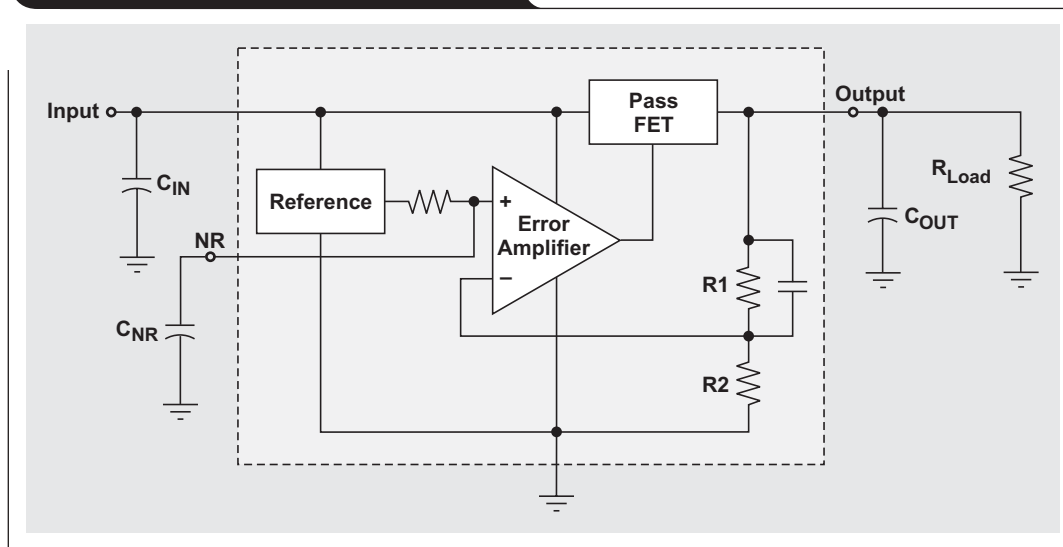 Input
Output
Pass
FET
C_IN
Reference
+
Error
Amplifier
−
R_Load
C_OUT
NR
R1
C_NR
R2